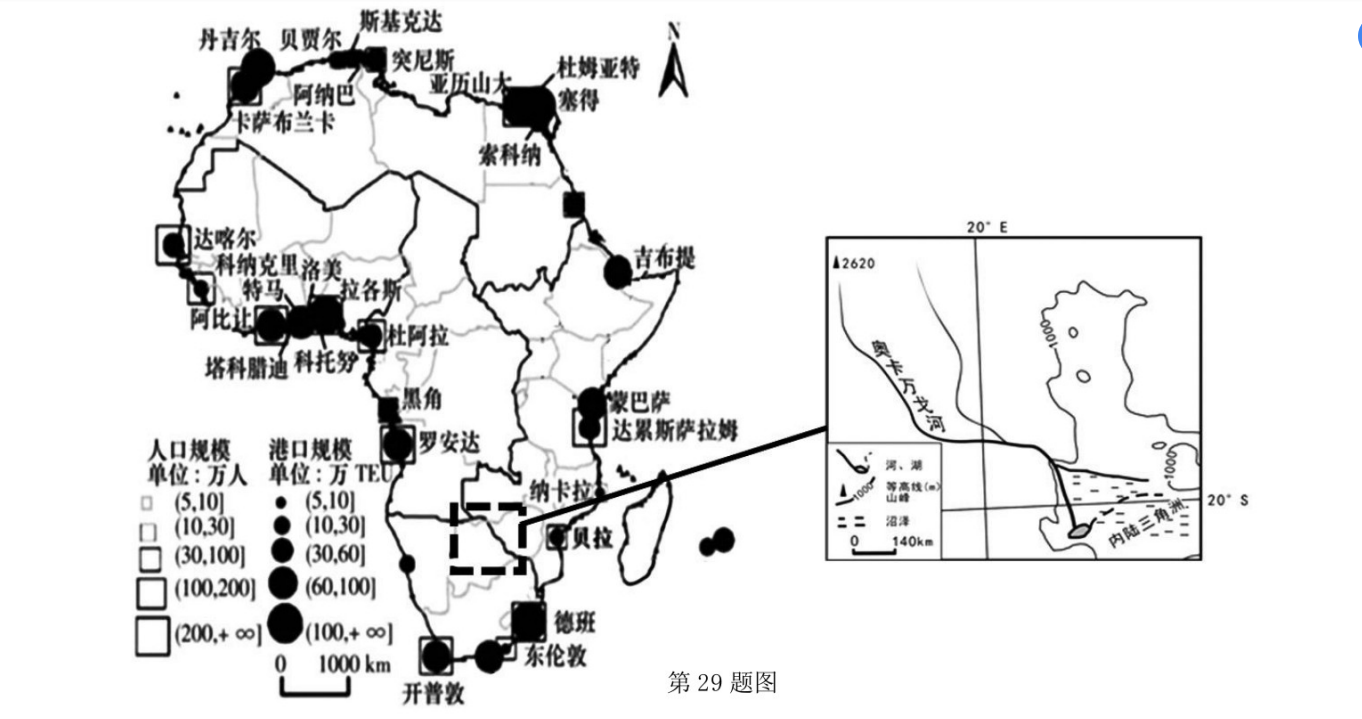 斯基克达
丹吉尔
贝贾尔
N
突尼斯
杜姆亚特
亚历山大
阿纳巴
塞得
卡萨布兰卡
索科纳
达喀尔
吉布提
科纳克里
洛美
特马
拉各斯
阿比让
杜阿拉
塔科腊迪
科托努
黑角
蒙巴萨
达累斯萨拉姆
罗安达
纳卡拉
贝拉
德班
东伦敦
开普敦
人口规模
单位：万人
(5,10]
(10,30]
(30,100]
(100,200]
(200,+ ∞]
港口规模
单位：万 TEU
(5,10]
(10,30]
(30,60]
(60,100]
(100,+ ∞]
0 1000 km
20° E
2620
1000
奥卡万戈河
1000
20° S
内陆三角洲
河、湖
1000
等高线(m)
山峰
沼泽
0 140km
第 29 题图